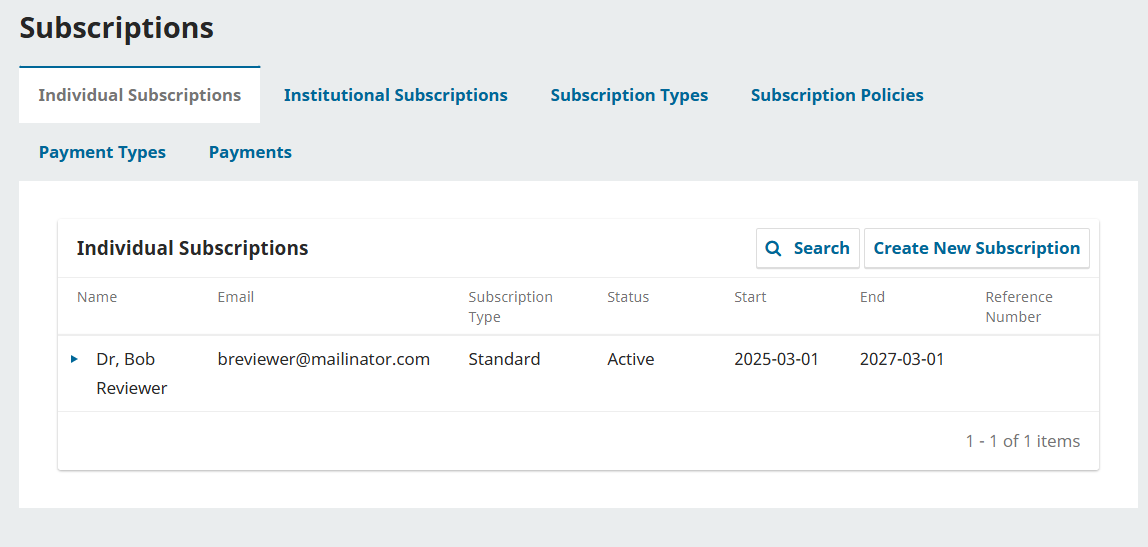 Subscriptions
Individual Subscriptions Institutional Subscriptions Subscription Types Subscription Policies
Payment Types Payments
Individual Subscriptions Search Create New Subscription
Name Email Subscription Type Status Start End Reference Number
Dr, Bob Reviewer breviewer@mailinator.com Standard Active 2025-03-01 2027-03-01
1 - 1 of 1 items